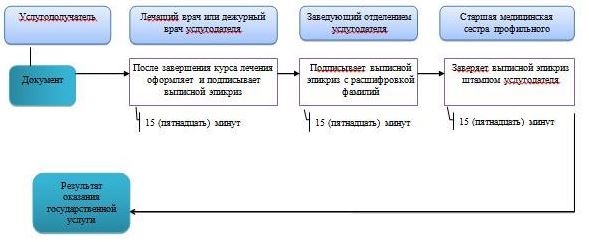 Услугополучатель
Лечащий врач или дежурный
врач услугодателя
Заведующий отделением
услугодателя
Старшая медицинская
сестра профильного
Документ
После завершения курса лечения
оформляет и подписывает
выписной эпикриз
Подписывает выписной
эпикриз с расшифровкой
фамилий
Заверяет выписной эпикриз
штампом услугодателя
15 (пятнадцать) минут
15 (пятнадцать) минут
15 (пятнадцать) минут
Результат
оказания
государственной
услуги